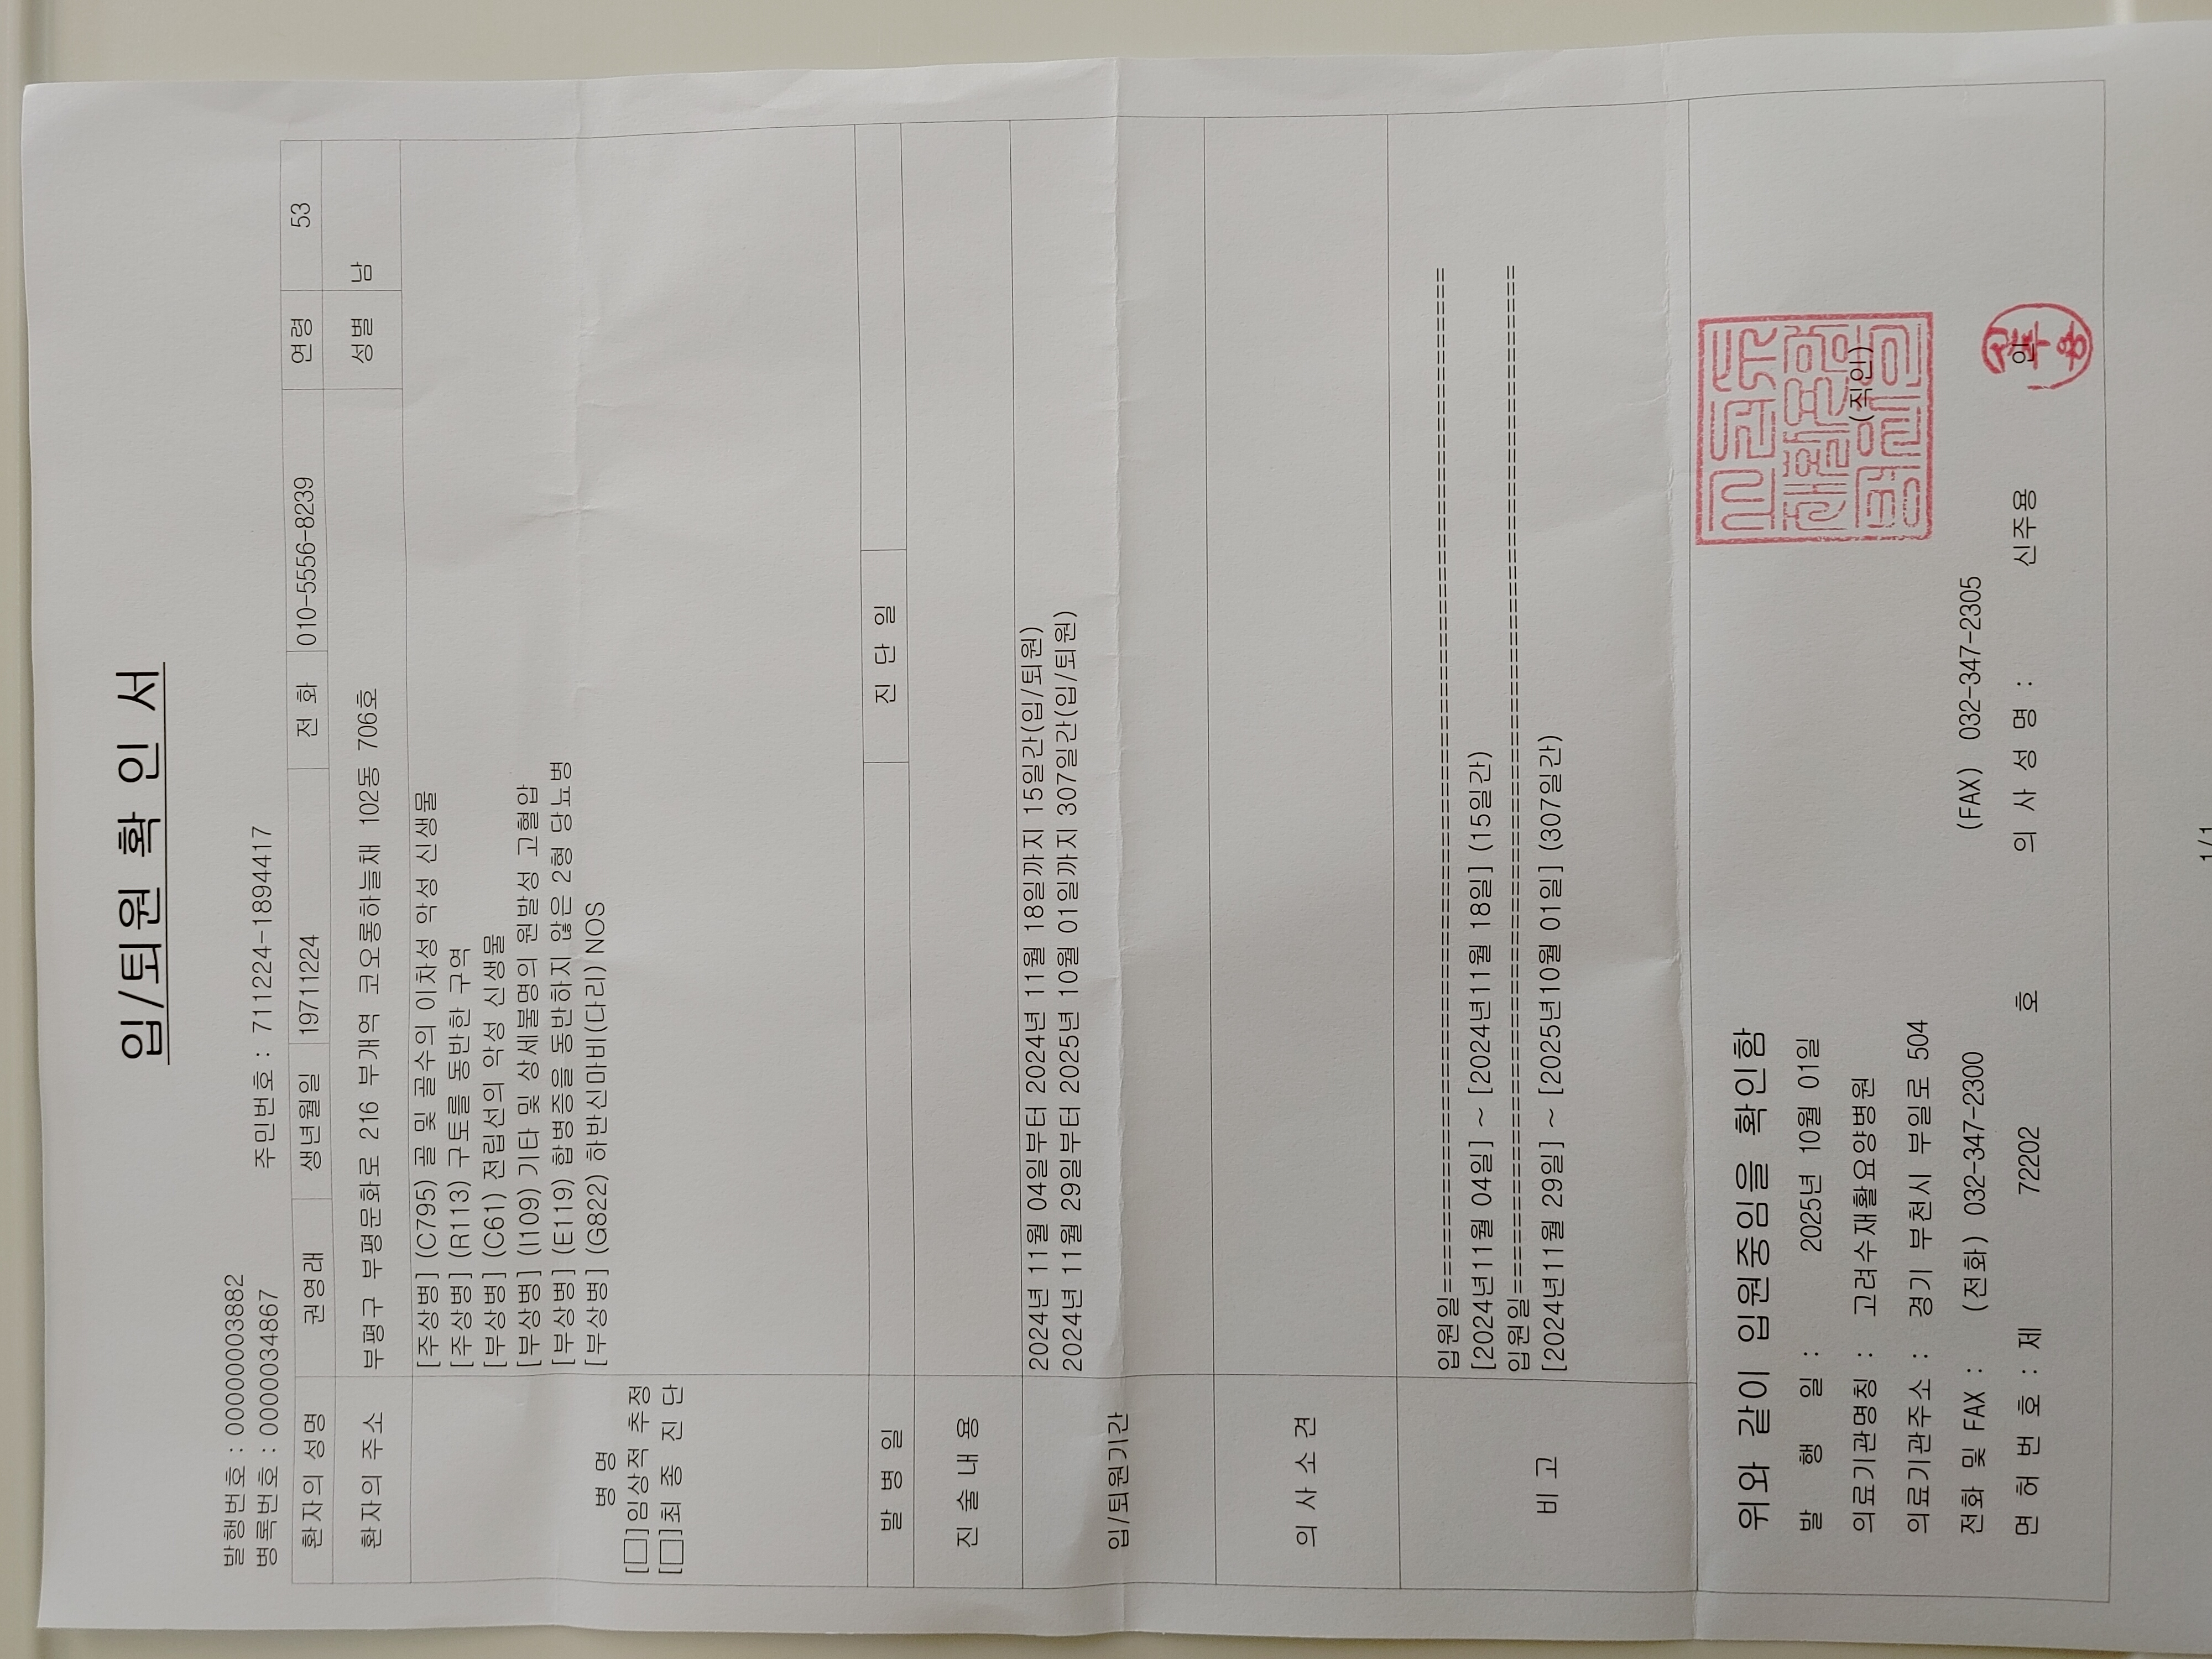 입/퇴원 확 인 서
발행번호 : 0000003882
병록번호 : 0000034867 주민번호 : 711224-1894417
환자의 성명 권영래 생년월일 19711224 전 화 010-5556-8239 연령 53
환자의 주소 부평구 부평문화로 216 부개역 코오롱하늘채 102동 706호 성별 남
병 명
[□]임상적 추정
[□]최 종 진 단
[주상병] (C795) 골 및 골수의 이차성 악성 신생물
[주상병] (R113) 구토를 동반한 구역
[부상병] (C61) 전립선의 악성 신생물
[부상병] (I109) 기타 및 상세불명의 원발성 고혈압
[부상병] (E119) 합병증을 동반하지 않은 2형 당뇨병
[부상병] (G822) 하반신마비(다리) NOS
발 병 일 진 단 일
진 술 내 용
입/퇴원기간
2024년 11월 04일부터 2024년 11월 18일까지 15일간(입/퇴원)
2024년 11월 29일부터 2025년 10월 01일까지 307일간(입/퇴원)
의 사 소 견
비 고
입원일==========================================================================
[2024년11월 04일] ~ [2024년11월 18일] (15일간)
입원일==========================================================================
[2024년11월 29일] ~ [2025년10월 01일] (307일간)
위와 같이 입원중임을 확인함
발 행 일 : 2025년 10월 01일
의료기관명칭 : 고려수재활요양병원 (직인)
의료기관주소 : 경기 부천시 부일로 504
전화 및 FAX : (전화) 032-347-2300 (FAX) 032-347-2305
면 허 번 호 : 제 72202 호 의 사 성 명 : 신주용 인
1/1